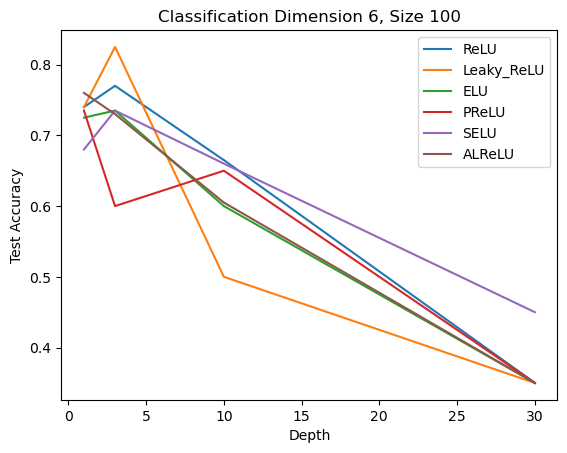 Classification Dimension 6, Size 100
ReLU
Leaky_ReLU
ELU
PReLU
SELU
ALReLU
Test Accuracy
0.8
0.7
0.6
0.5
0.4
0 5 10 15 20 25 30
Depth